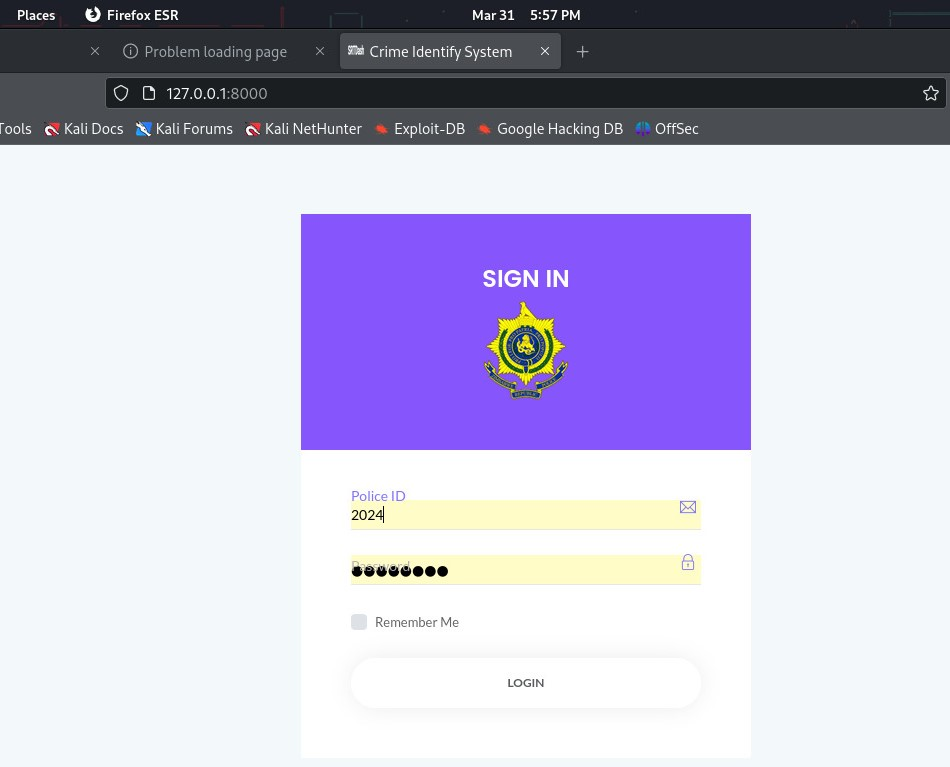 Places Firefox ESR Mar 31 5:57 PM
Problem loading page Crime Identify System
127.0.0.1:8000
Tools Kali Docs Kali Forums Kali NetHunter Exploit-DB Google Hacking DB OffSec
SIGN IN
Police ID
2024
Password
Remember Me
LOGIN